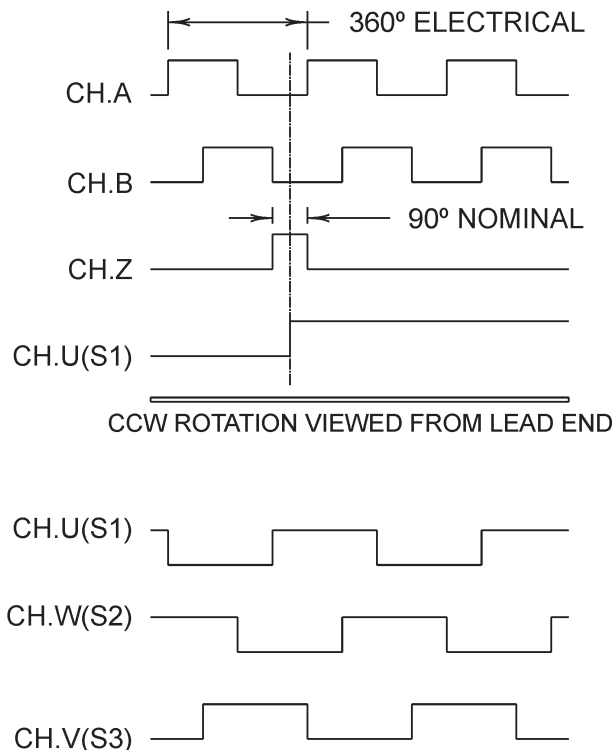 360º ELECTRICAL
CH.A
CH.B
90º NOMINAL
CH.Z
CH.U(S1)
CCW ROTATION VIEWED FROM LEAD END
CH.U(S1)
CH.W(S2)
CH.V(S3)